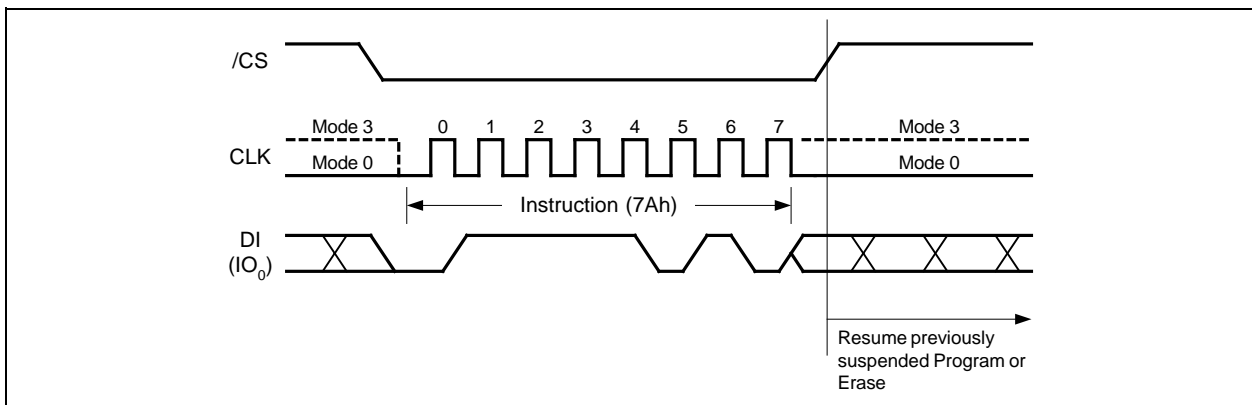 /CS
Mode 3
0 1 2 3 4 5 6 7
Mode 3
CLK
Mode 0
Mode 0
Instruction (7Ah)
DI
(IO0)
Resume previously
suspended Program or
Erase